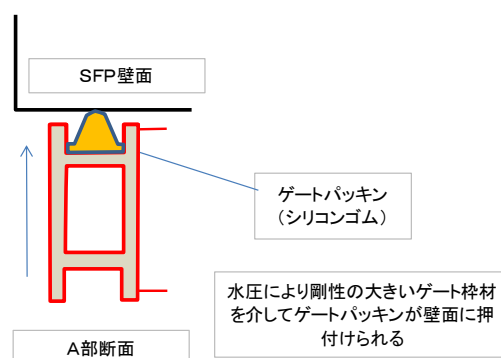 SFP壁面
ゲートパッキン
（シリコンゴム）
水圧により剛性の大きいゲート枠材
を介してゲートパッキンが壁面に押
付けられる
A部断面